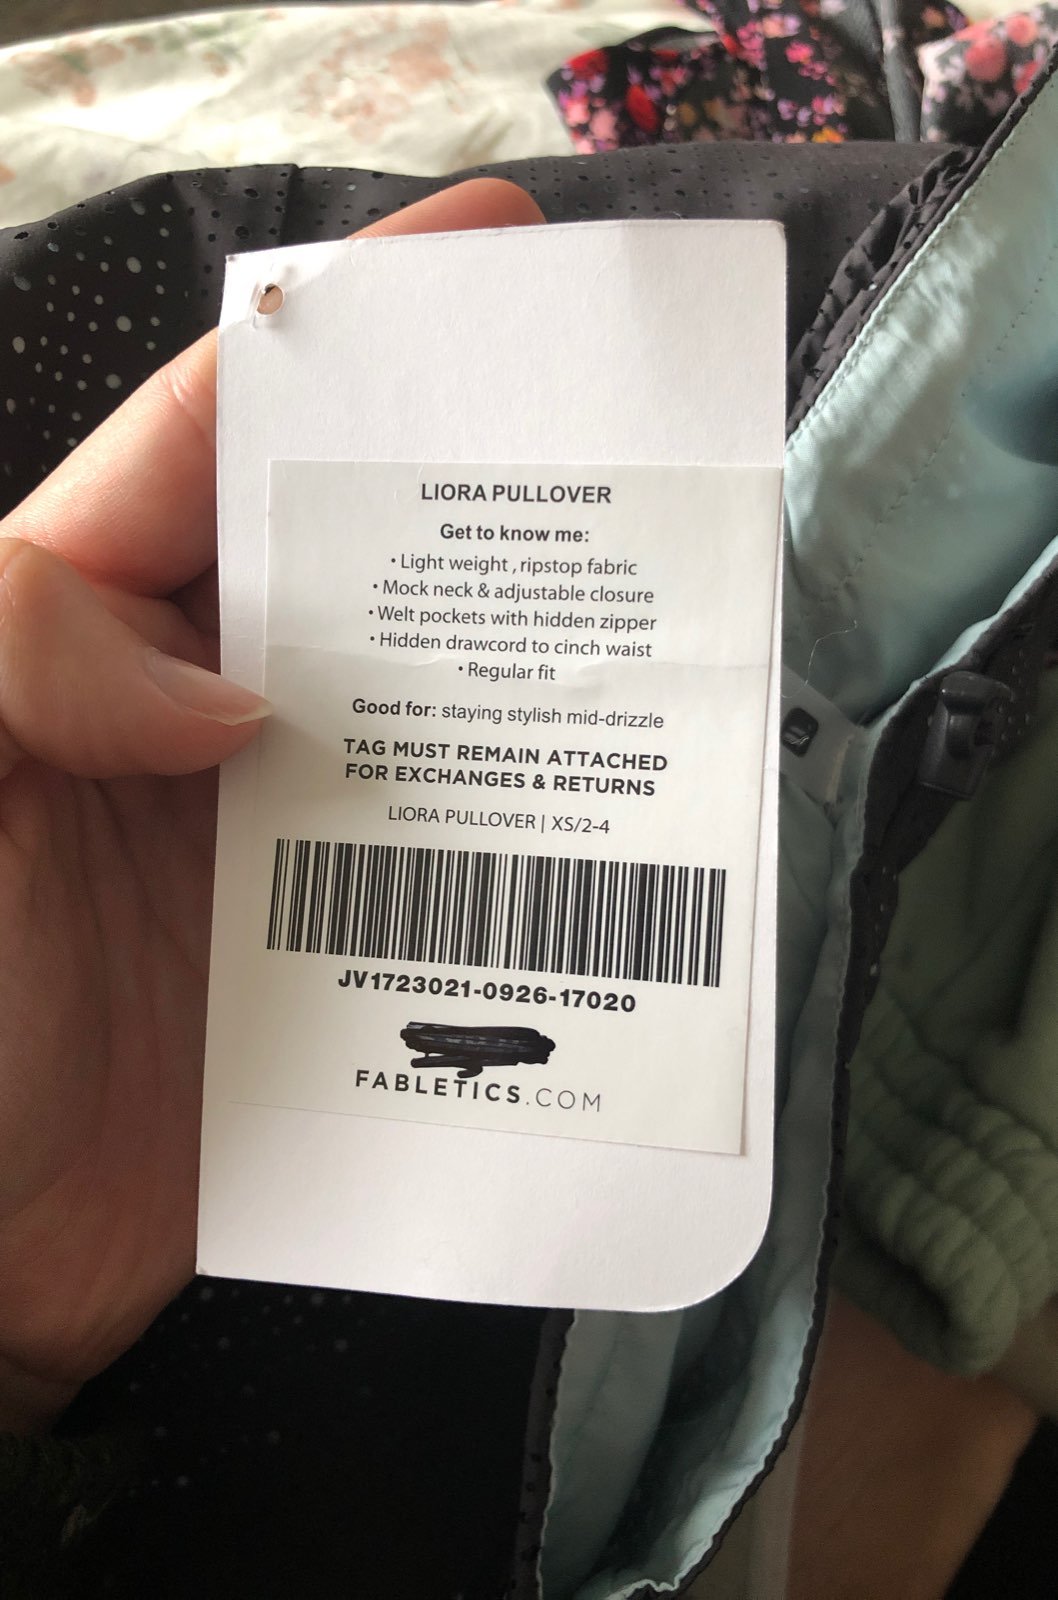 LIORA PULLOVER
Get to know me:
• Light weight , ripstop fabric
• Mock neck & adjustable closure
• Welt pockets with hidden zipper
• Hidden drawcord to cinch waist
• Regular fit
Good for: staying stylish mid-drizzle
TAG MUST REMAIN ATTACHED
FOR EXCHANGES & RETURNS
LIORA PULLOVER | XS/2-4
JV1723021-0926-17020
FABLETICS.COM